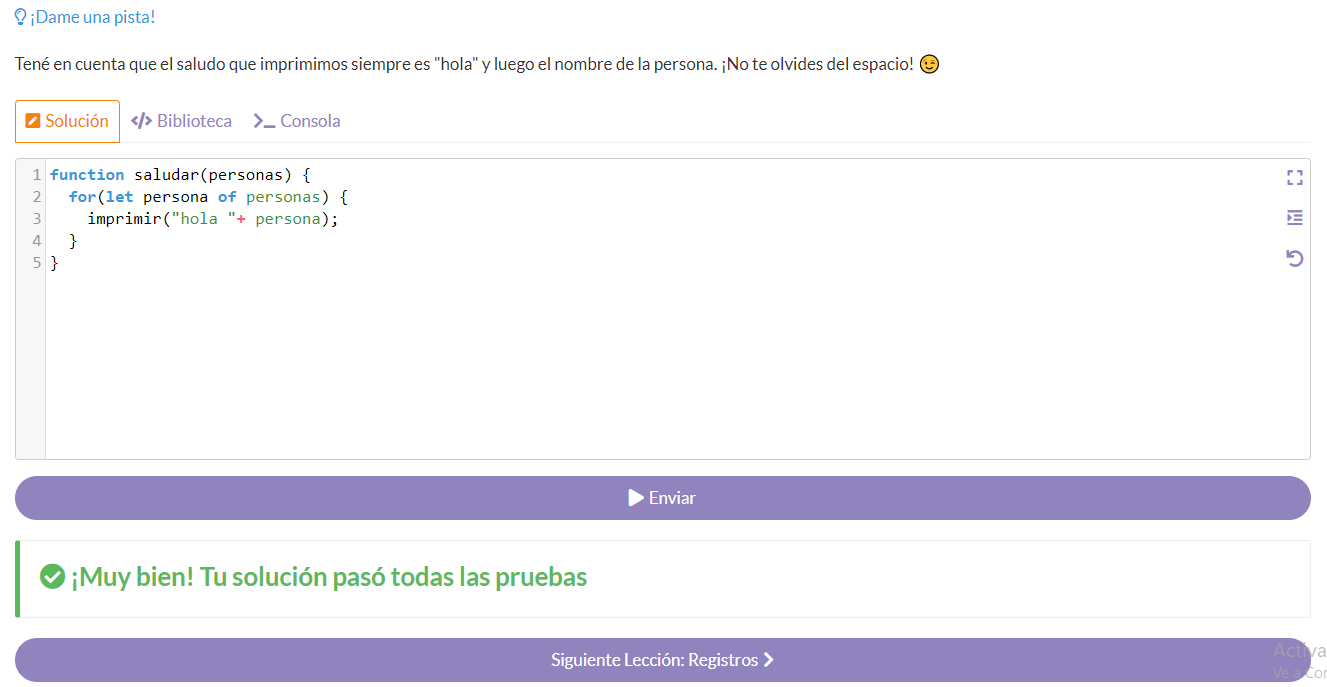 ¡Dame una pista!
Tené en cuenta que el saludo que imprimimos siempre es "hola" y luego el nombre de la persona. ¡No te olvides del espacio! 😉
Solución </> Biblioteca >_ Consola
1 function saludar(personas) {
2   for(let persona of personas) {
3     imprimir("hola "+ persona);
4   }
5 }
Enviar
¡Muy bien! Tu solución pasó todas las pruebas
Siguiente Lección: Registros
Activa
Ve a Con